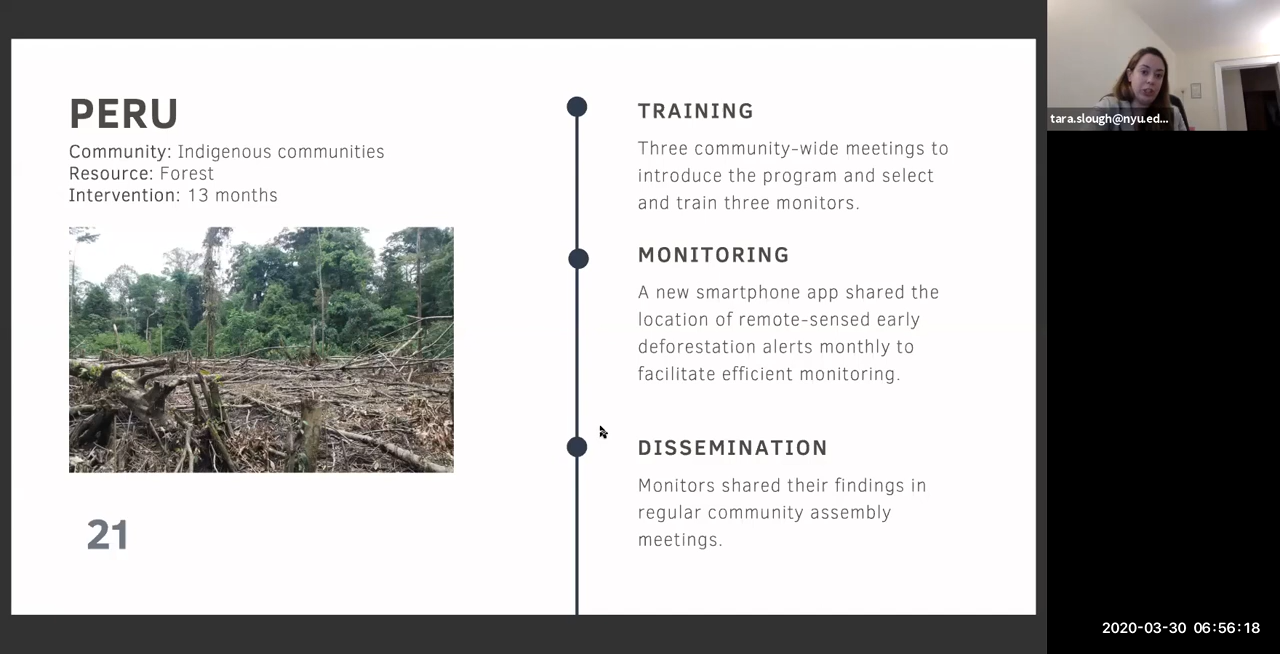 PERU
Community: Indigenous communities
Resource: Forest
Intervention: 13 months
21
TRAINING
Three community-wide meetings to
introduce the program and select
and train three monitors.
MONITORING
A new smartphone app shared the
location of remote-sensed early
deforestation alerts monthly to
facilitate efficient monitoring.
DISSEMINATION
Monitors shared their findings in
regular community assembly
meetings.
tara.slough@nyu.ed...
2020-03-30 06:56:18